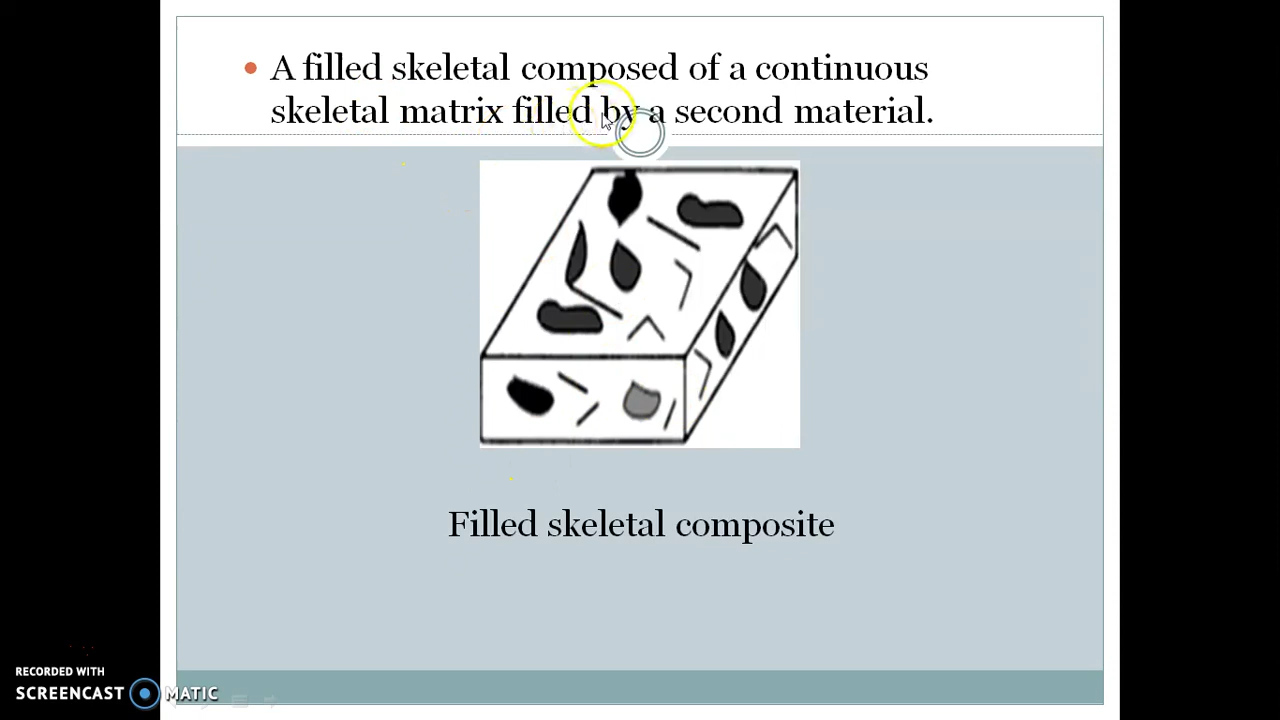 A filled skeletal composed of a continuous
skeletal matrix filled by a second material.
Filled skeletal composite
RECORDED WITH
SCREENCAST MATIC